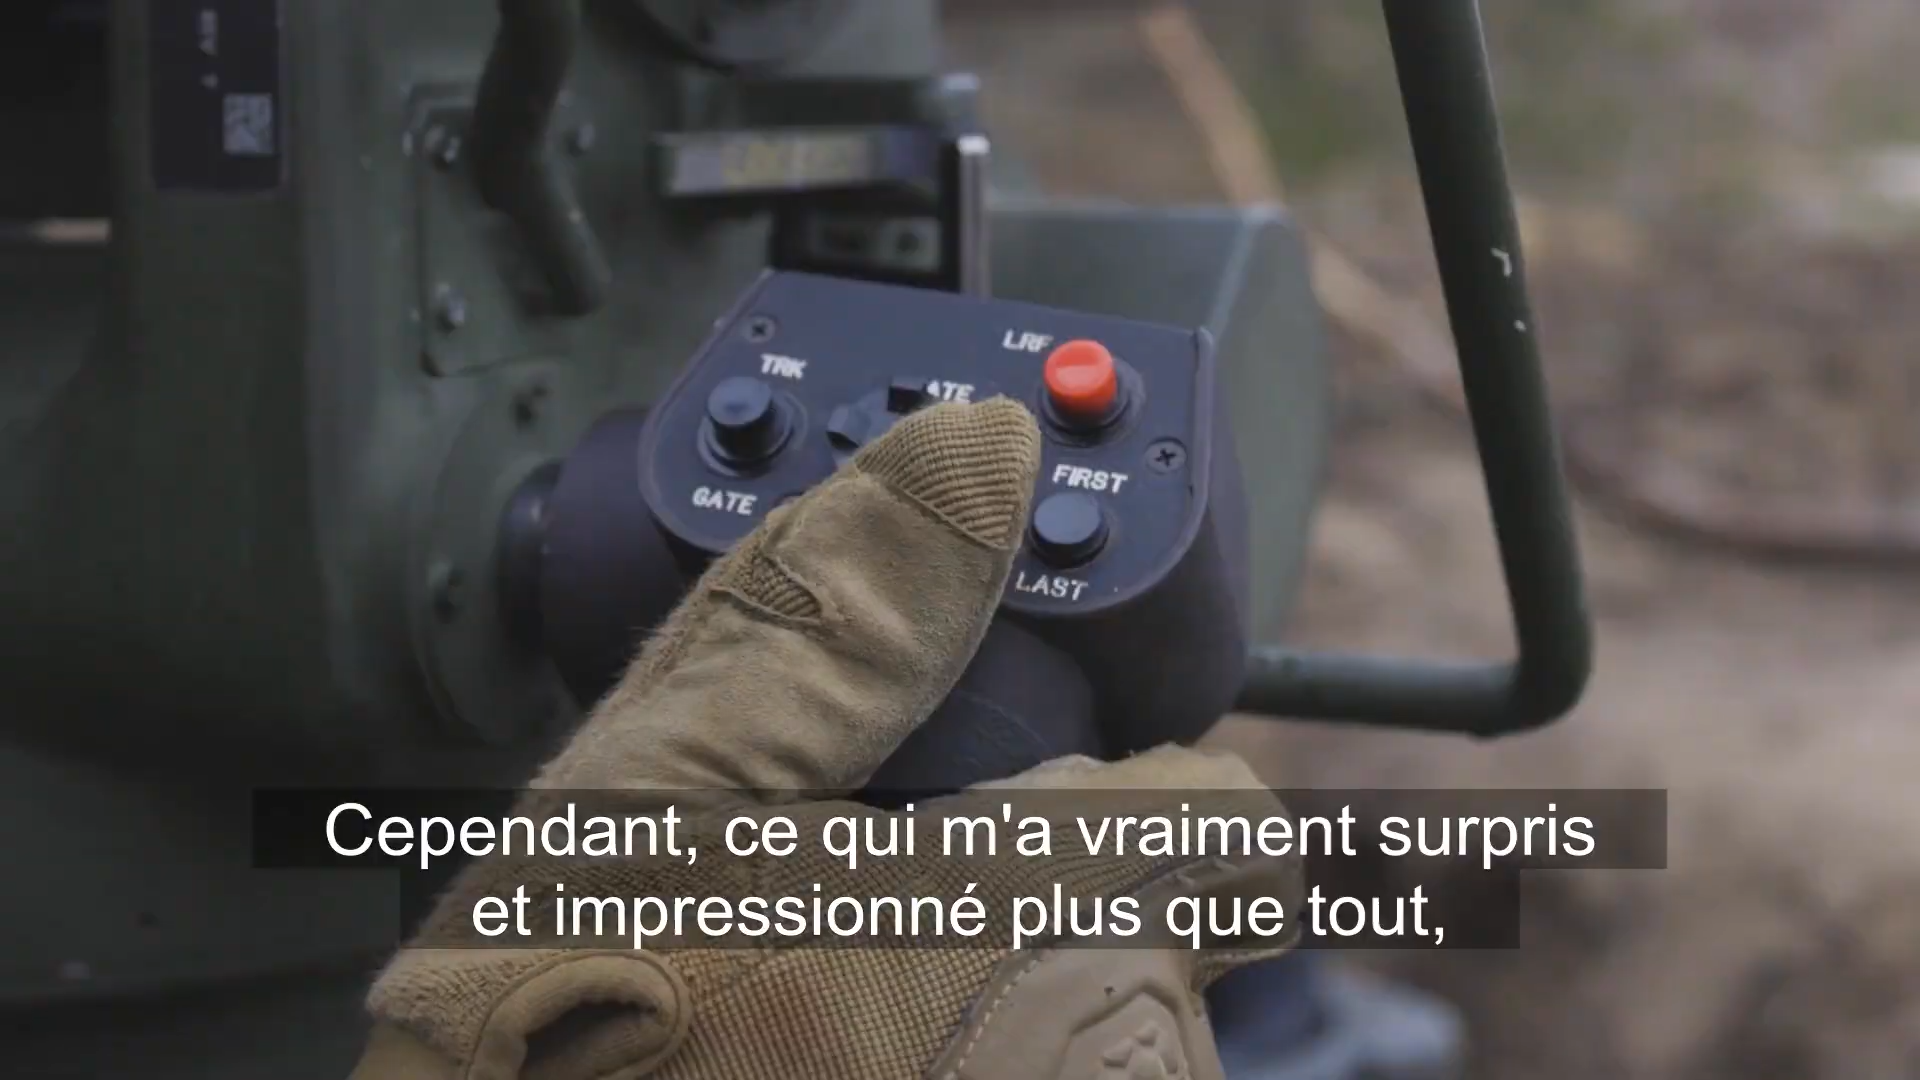 TRK
LRF
GATE
FIRST
LAST
Cependant, ce qui m'a vraiment surpris
et impressionné plus que tout,